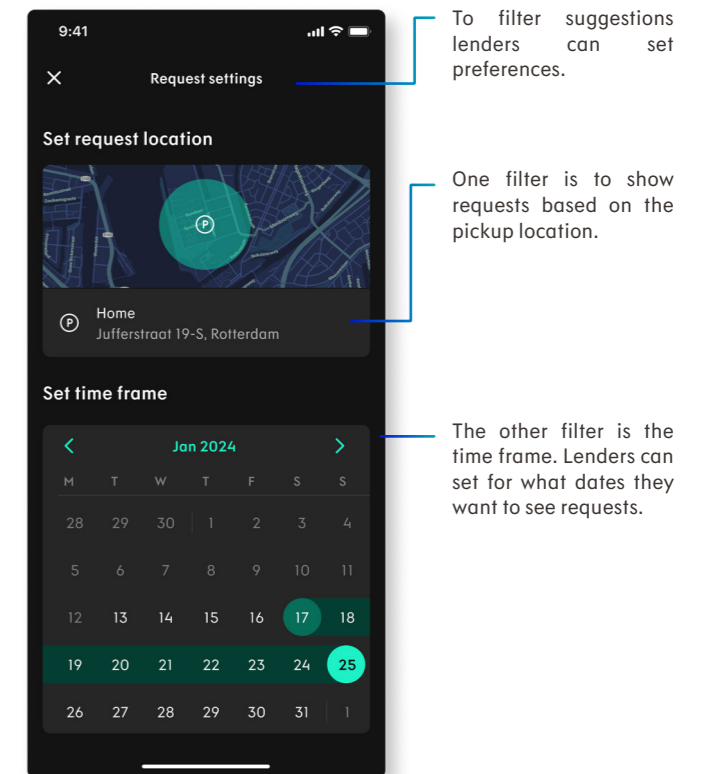 9:41
Request settings
Set request location
P
P
Home
Jufferstraat 19-S, Rotterdam
Set time frame
Jan 2024
M T W T F S S
28 29 30 1 2 3 4
5 6 7 8 9 10 11
12 13 14 15 16 17 18
19 20 21 22 23 24 25
26 27 28 29 30 31 1
To filter suggestions
lenders can set
preferences.
One filter is to show
requests based on the
pickup location.
The other filter is the
time frame. Lenders can
set for what dates they
want to see requests.